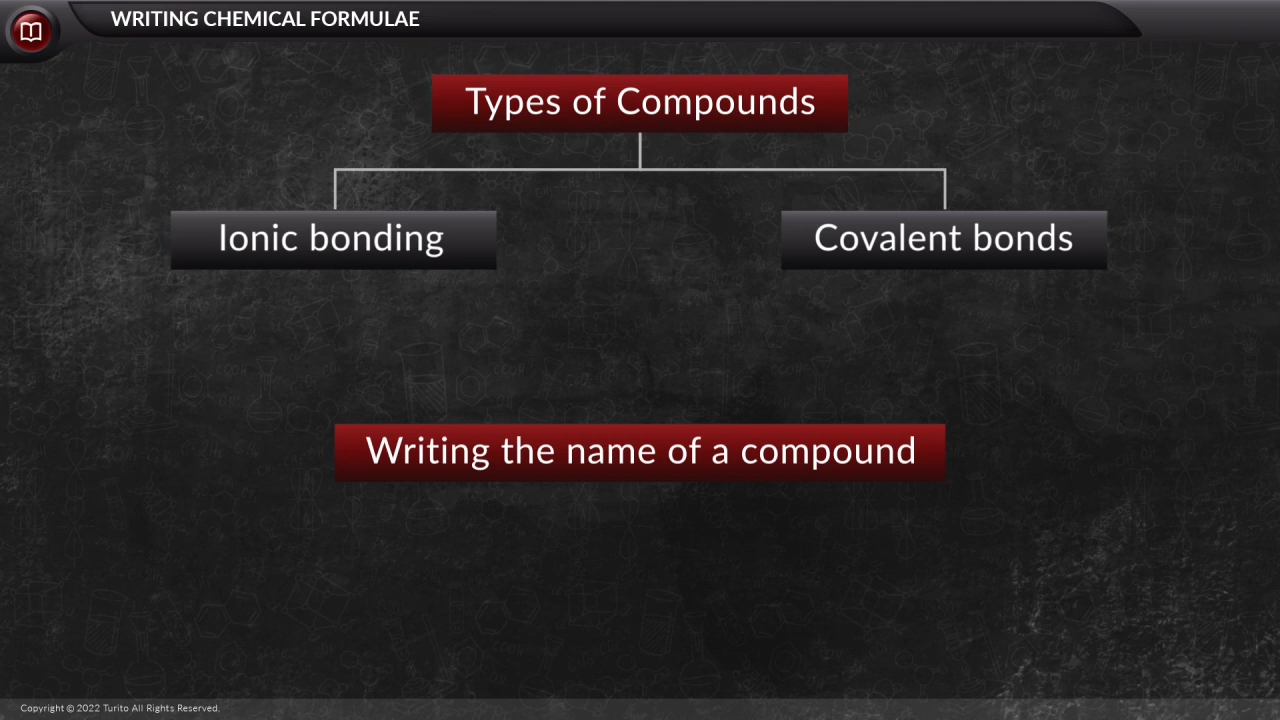 WRITING CHEMICAL FORMULAE
Types of Compounds
Ionic bonding
Covalent bonds
Writing the name of a compound
Copyright © 2022 Turito All Rights Reserved.